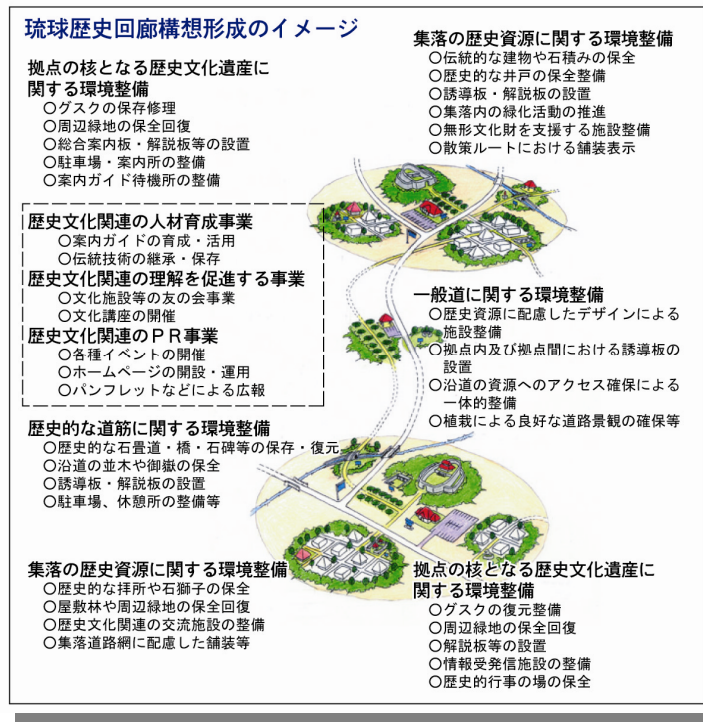 琉球歴史回廊構想形成のイメージ
拠点の核となる歴史文化遺産に
関する環境整備
○グスクの保存修理
○周辺緑地の保全回復
○総合案内板・解説板等の設置
○駐車場・案内所の整備
○案内ガイド待機所の整備
集落の歴史資源に関する環境整備
○伝統的な建物や石積みの保全
○歴史的な井戸の保全整備
○誘導板・解説板の設置
○集落内の緑化活動の推進
○無形文化財を支援する施設整備
○散策ルートにおける舗装表示
歴史文化関連の人材育成事業
○案内ガイドの育成・活用
○伝統技術の継承・保存
歴史文化関連の理解を促進する事業
○文化施設等の友の会事業
○文化講座の開催
歴史文化関連のPR事業
○各種イベントの開催
○ホームページの開設・運用
○パンフレットなどによる広報
一般道に関する環境整備
○歴史資源に配慮したデザインによる
施設整備
○拠点内及び拠点間における誘導板の
設置
○沿道の資源へのアクセス確保による
一体的整備
○植栽による良好な道路景観の確保等
歴史的な道筋に関する環境整備
○歴史的な石畳道・橋・石碑等の保存・復元
○沿道の並木や御嶽の保全
○誘導板・解説板の設置
○駐車場、休憩所の整備等
集落の歴史資源に関する環境整備
○歴史的な拝所や石獅子の保全
○屋敷林や周辺緑地の保全回復
○歴史文化関連の交流施設の整備
○集落道路網に配慮した舗装等
拠点の核となる歴史文化遺産に
関する環境整備
○グスクの復元整備
○周辺緑地の保全回復
○解説板等の設置
○情報受発信施設の整備
○歴史的行事の場の保全